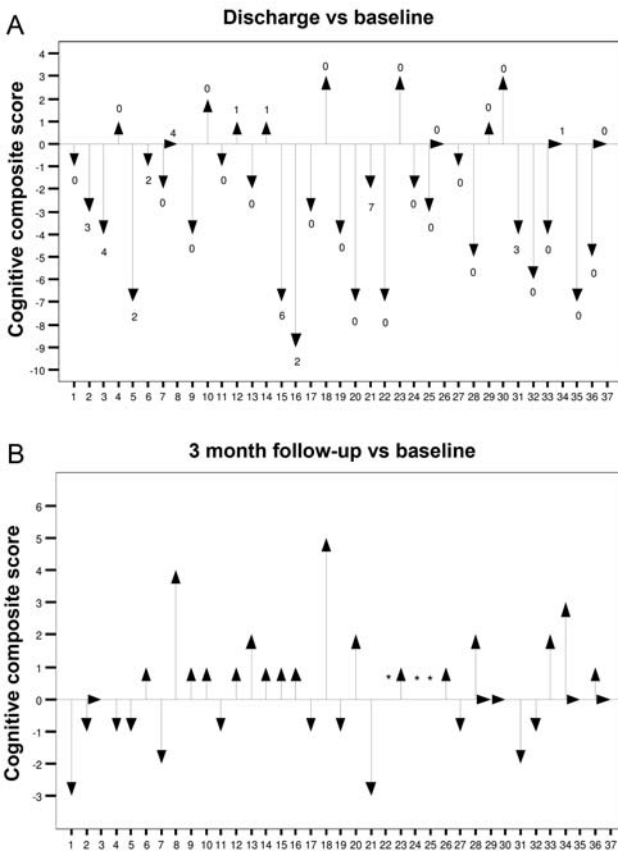 A
Discharge vs baseline
Cognitive composite score
4
3
2
1
0
-1
-2
-3
-4
-5
-6
-7
-8
-9
-10
0 3 4 0 2 2 0 4 0 0 0 1 0 1 6 2 0 0 0 0 7 0 0 0 0 0 0 0 0 0 3 0 0 1 0 0 0
1 2 3 4 5 6 7 8 9 10 11 12 13 14 15 16 17 18 19 20 21 22 23 24 25 26 27 28 29 30 31 32 33 34 35 36 37
B
3 month follow-up vs baseline
Cognitive composite score
6
5
4
3
2
1
0
-1
-2
-3
* * *
1 2 3 4 5 6 7 8 9 10 11 12 13 14 15 16 17 18 19 20 21 22 23 24 25 26 27 28 29 30 31 32 33 34 35 36 37